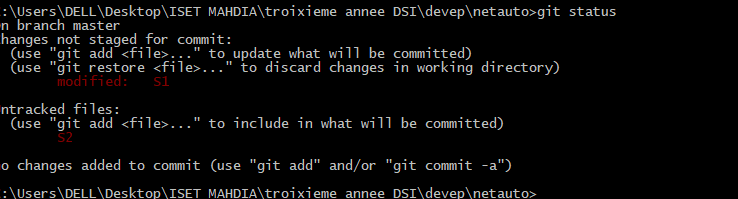 :\Users\DELL\Desktop\ISET MAHDIA\troixieme annee DSI\devep\netauto>git status
n branch master
hanges not staged for commit:
(use "git add <file>..." to update what will be committed)
(use "git restore <file>..." to discard changes in working directory)
modified: S1
ntracked files:
(use "git add <file>..." to include in what will be committed)
S2
o changes added to commit (use "git add" and/or "git commit -a")
:\Users\DELL\Desktop\ISET MAHDIA\troixieme annee DSI\devep\netauto>